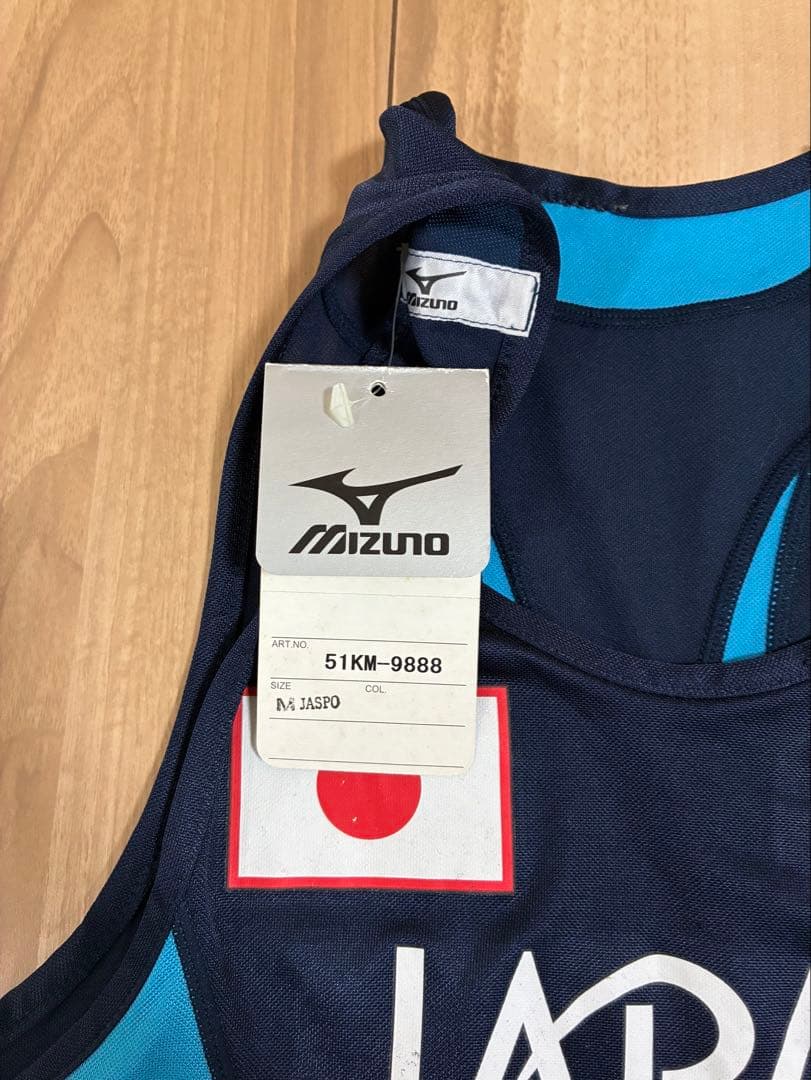 MIZUNO
MIZUNO
ART.NO.
51KM-9888
SIZE COL.
M JASPO